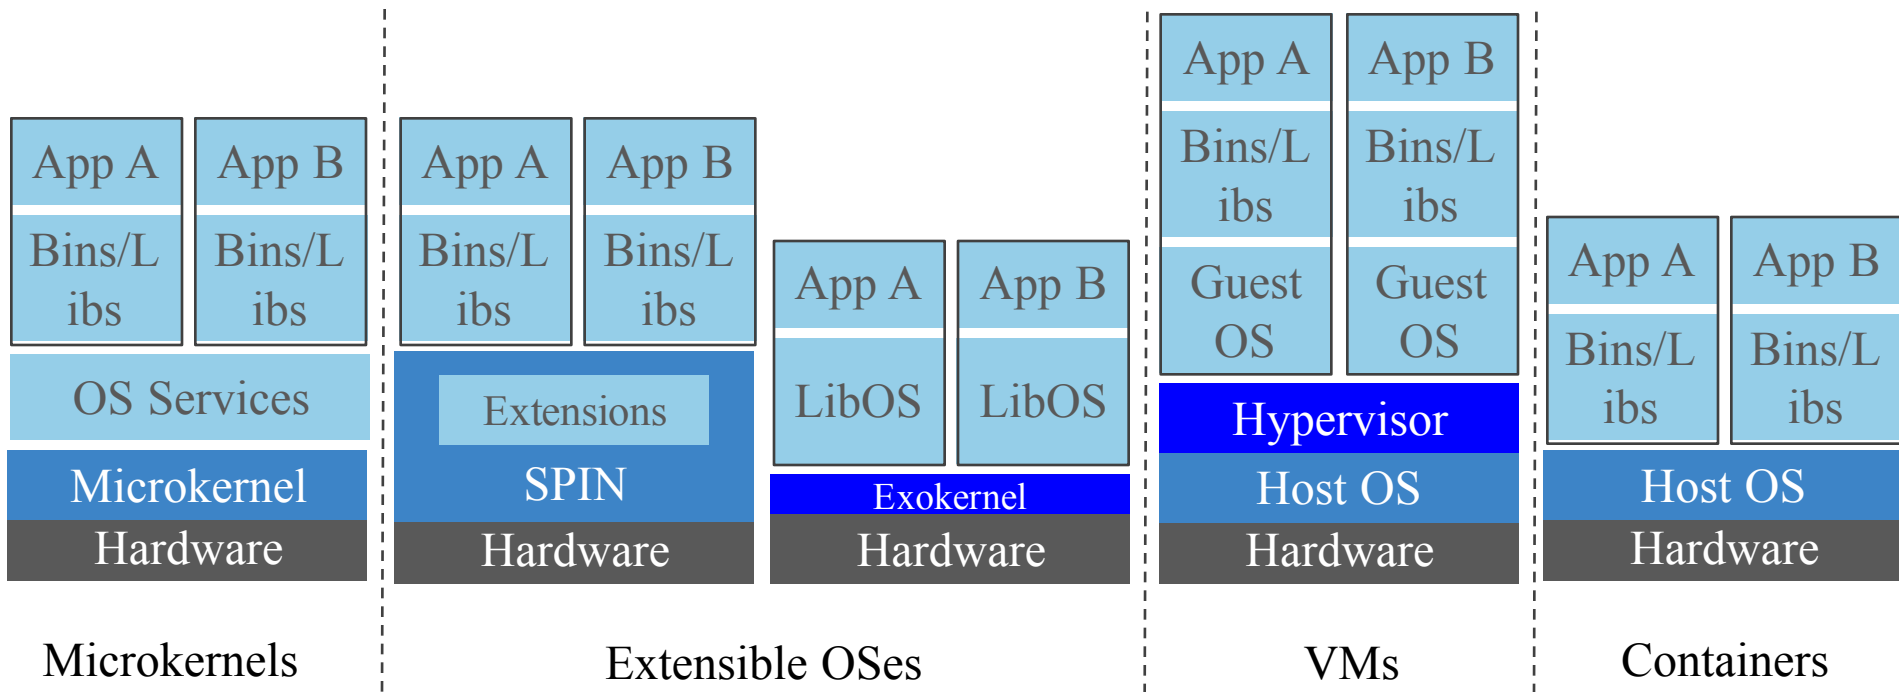 App A
App B
Bins/L
ibs
Bins/L
ibs
OS Services
Microkernel
Hardware
Microkernels
App A
App B
Bins/L
ibs
Bins/L
ibs
Extensions
SPIN
Hardware
App A
App B
LibOS
LibOS
Exokernel
Hardware
Extensible OSes
App A
App B
Bins/L
ibs
Bins/L
ibs
Guest
OS
Guest
OS
Hypervisor
Host OS
Hardware
VMs
App A
App B
Bins/L
ibs
Bins/L
ibs
Host OS
Hardware
Containers